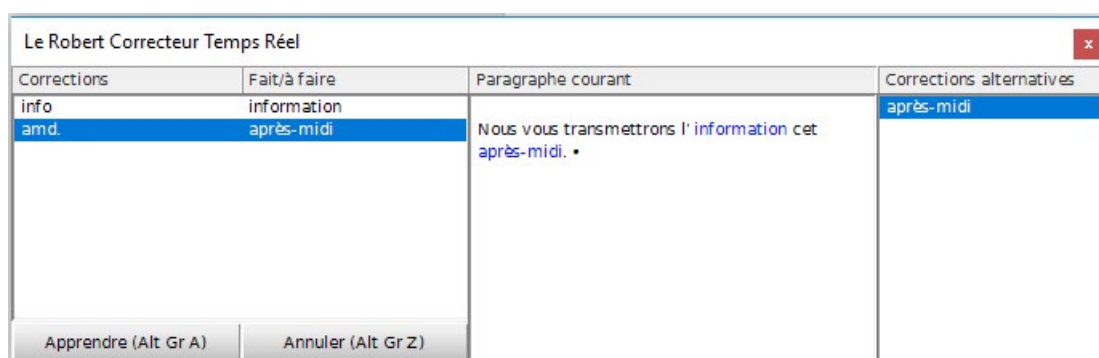 Le Robert Correcteur Temps Réel
x
Corrections Fait/à faire Paragraphe courant Corrections alternatives
info information
amd. après-midi
Nous vous transmettrons l' information cet
après-midi. •
après-midi
Apprendre (Alt Gr A) Annuler (Alt Gr Z)